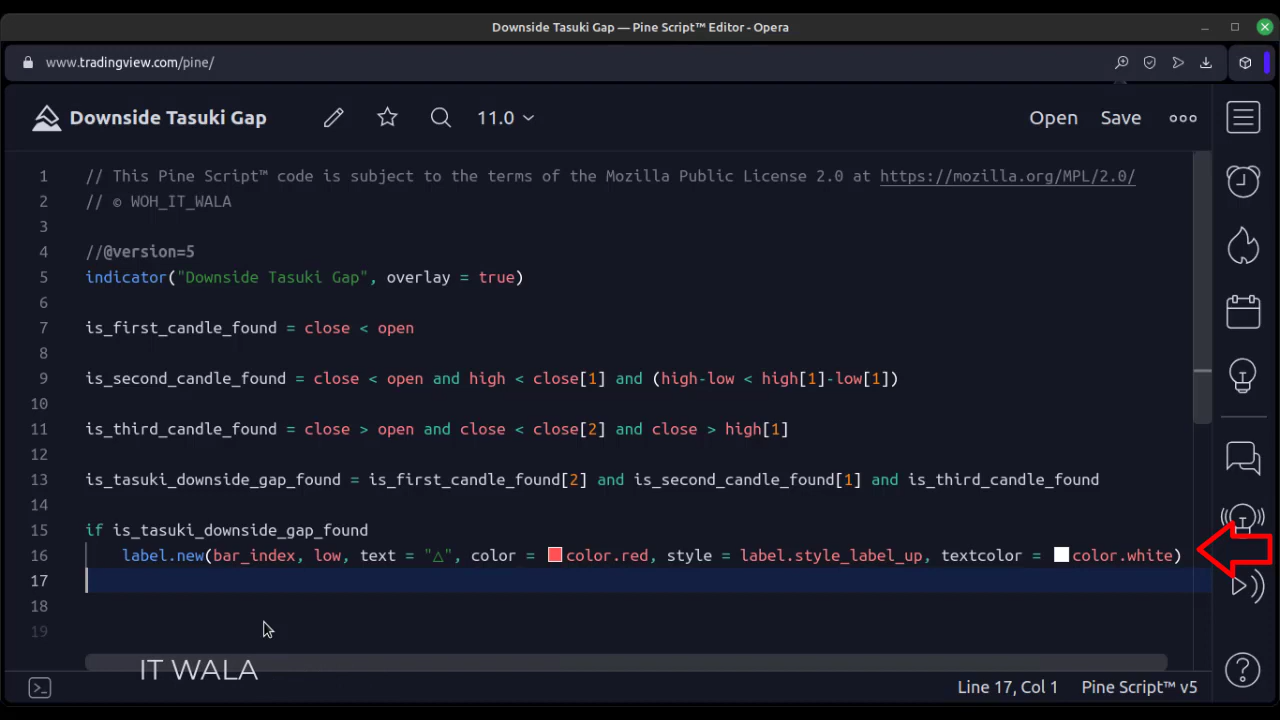 Downside Tasuki Gap — Pine Script™ Editor - Opera
www.tradingview.com/pine/
Downside Tasuki Gap 11.0 Open Save
1 // This Pine Script™ code is subject to the terms of the Mozilla Public License 2.0 at https://mozilla.org/MPL/2.0/
2 // © WOH_IT_WALA
3
4 //@version=5
5 indicator("Downside Tasuki Gap", overlay = true)
6
7 is_first_candle_found = close < open
8
9 is_second_candle_found = close < open and high < close[1] and (high-low < high[1]-low[1])
10
11 is_third_candle_found = close > open and close < close[2] and close > high[1]
12
13 is_tasuki_downside_gap_found = is_first_candle_found[2] and is_second_candle_found[1] and is_third_candle_found
14
15 if is_tasuki_downside_gap_found
16 label.new(bar_index, low, text = "△", color = color.red, style = label.style_label_up, textcolor = color.white)
17
18
19
IT WALA
Line 17, Col 1 Pine Script™ v5